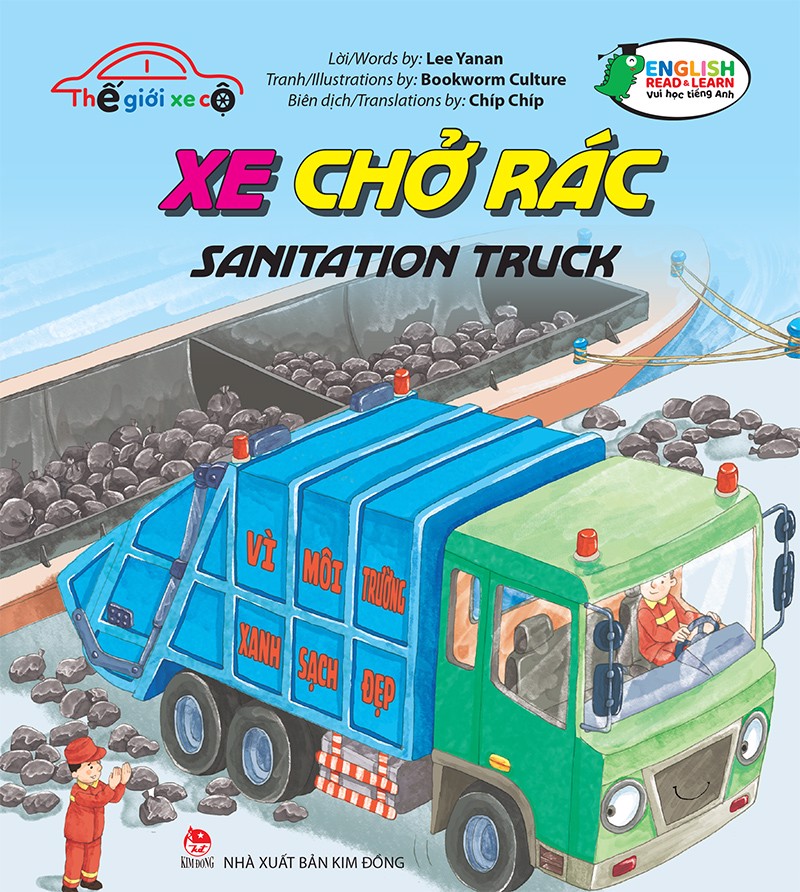 Thế giới xe cộ
Lời/Words by: Lee Yanan
Tranh/Illustrations by: Bookworm Culture
Biên dịch/Translations by: Chíp Chíp
ENGLISH
READ & LEARN
Vui học tiếng Anh
XE CHỞ RÁC
SANITATION TRUCK
VÌ MÔI TRƯỜNG
XANH SẠCH ĐẸP
KIM ĐỒNG
NHÀ XUẤT BẢN KIM ĐỒNG